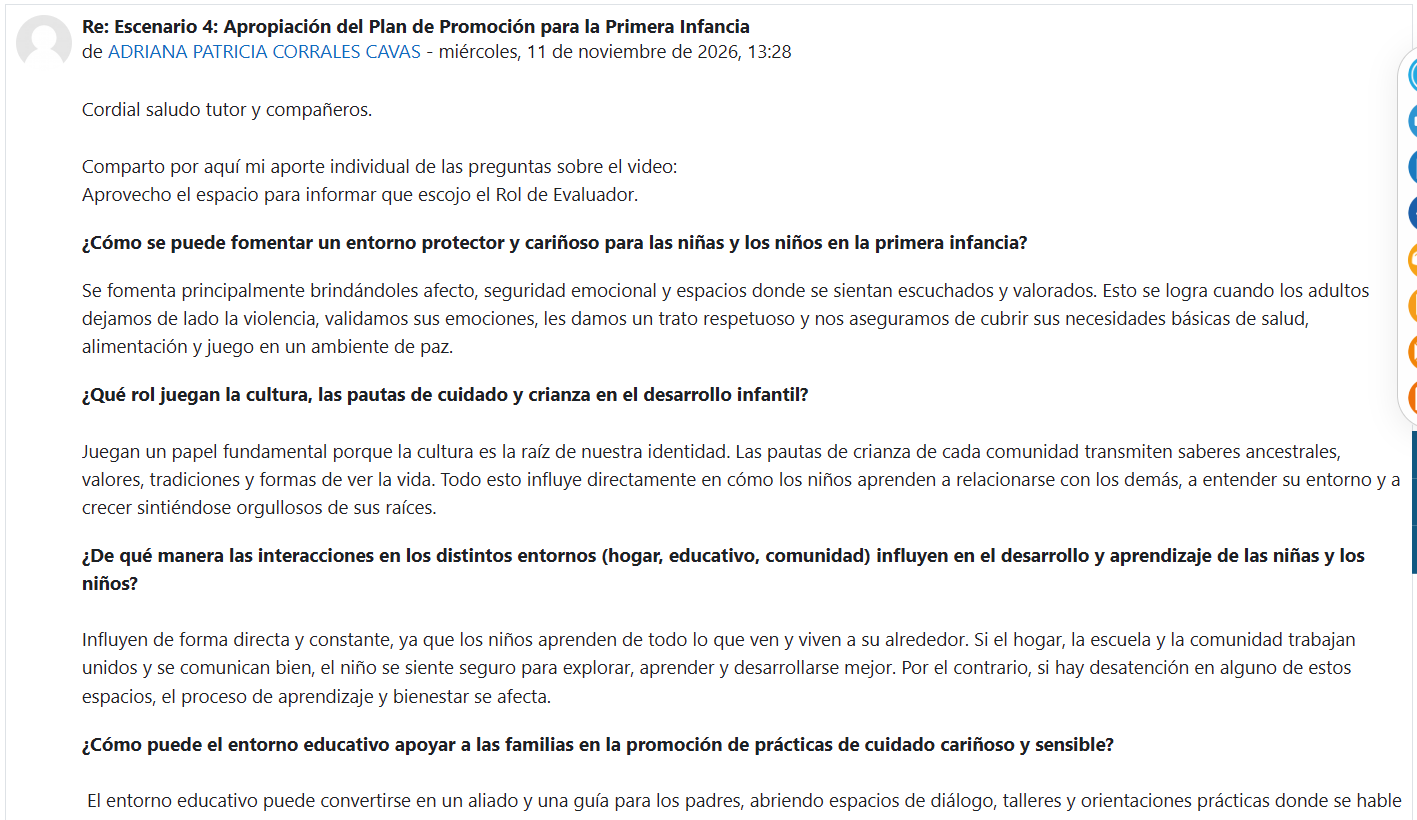 Re: Escenario 4: Apropiación del Plan de Promoción para la Primera Infancia
de ADRIANA PATRICIA CORRALES CAVAS - miércoles, 11 de noviembre de 2026, 13:28
Cordial saludo tutor y compañeros.
Comparto por aquí mi aporte individual de las preguntas sobre el video:
Aprovecho el espacio para informar que escojo el Rol de Evaluador.
¿Cómo se puede fomentar un entorno protector y cariñoso para las niñas y los niños en la primera infancia?
Se fomenta principalmente brindándoles afecto, seguridad emocional y espacios donde se sientan escuchados y valorados. Esto se logra cuando los adultos
dejamos de lado la violencia, validamos sus emociones, les damos un trato respetuoso y nos aseguramos de cubrir sus necesidades básicas de salud,
alimentación y juego en un ambiente de paz.
¿Qué rol juegan la cultura, las pautas de cuidado y crianza en el desarrollo infantil?
Juegan un papel fundamental porque la cultura es la raíz de nuestra identidad. Las pautas de crianza de cada comunidad transmiten saberes ancestrales,
valores, tradiciones y formas de ver la vida. Todo esto influye directamente en cómo los niños aprenden a relacionarse con los demás, a entender su entorno y a
crecer sintiéndose orgullosos de sus raíces.
¿De qué manera las interacciones en los distintos entornos (hogar, educativo, comunidad) influyen en el desarrollo y aprendizaje de las niñas y los
niños?
Influyen de forma directa y constante, ya que los niños aprenden de todo lo que ven y viven a su alrededor. Si el hogar, la escuela y la comunidad trabajan
unidos y se comunican bien, el niño se siente seguro para explorar, aprender y desarrollarse mejor. Por el contrario, si hay desatención en alguno de estos
espacios, el proceso de aprendizaje y bienestar se afecta.
¿Cómo puede el entorno educativo apoyar a las familias en la promoción de prácticas de cuidado cariñoso y sensible?
El entorno educativo puede convertirse en un aliado y una guía para los padres, abriendo espacios de diálogo, talleres y orientaciones prácticas donde se hable